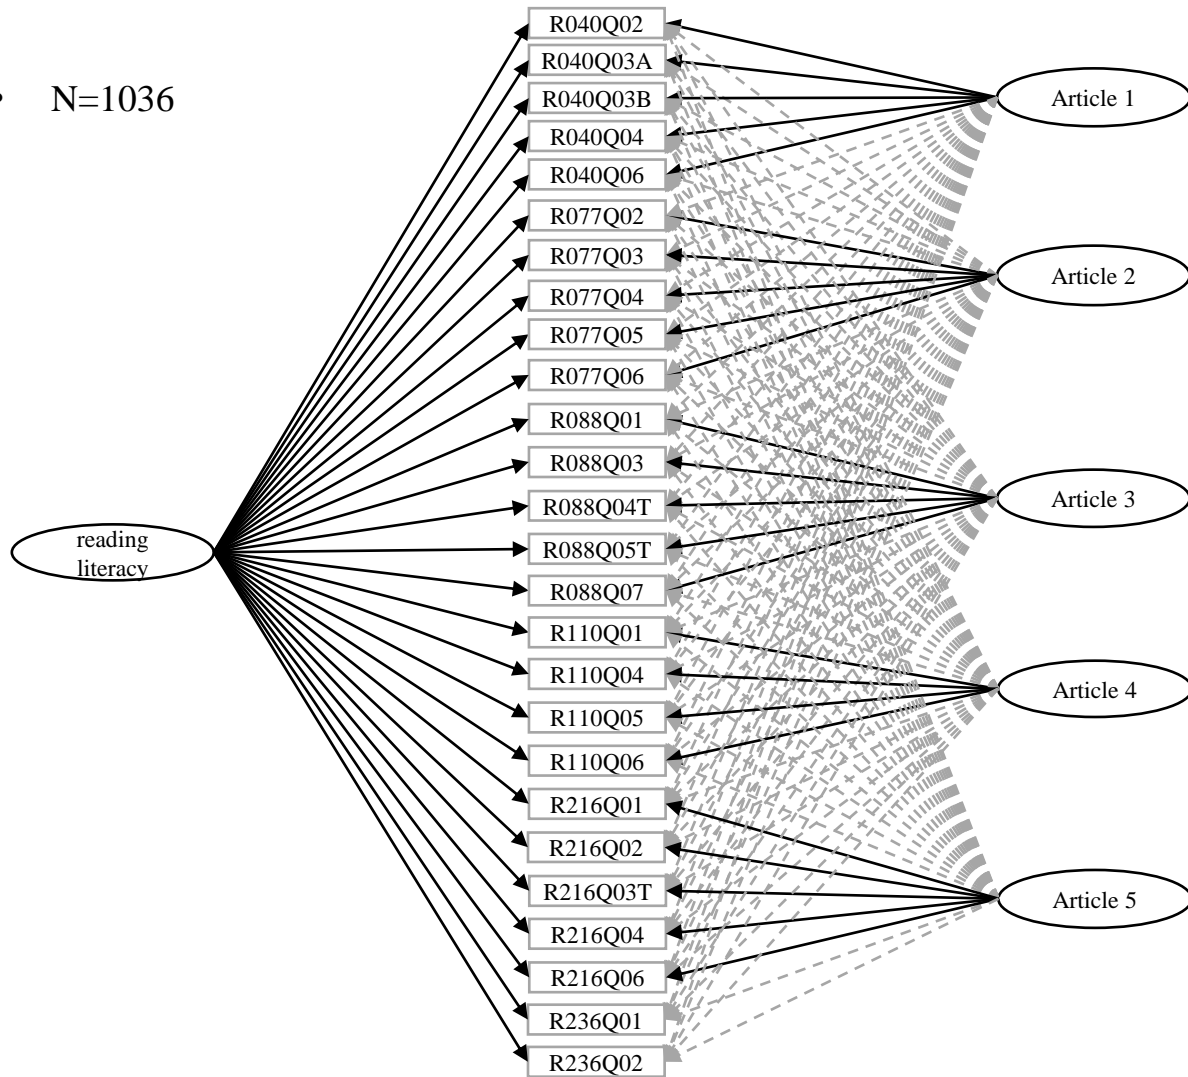 • N=1036
R040Q02
R040Q03A
R040Q03B
R040Q04
R040Q06
R077Q02
R077Q03
R077Q04
R077Q05
R077Q06
R088Q01
R088Q03
R088Q04T
R088Q05T
R088Q07
R110Q01
R110Q04
R110Q05
R110Q06
R216Q01
R216Q02
R216Q03T
R216Q04
R216Q06
R236Q01
R236Q02
reading
literacy
Article 1
Article 2
Article 3
Article 4
Article 5